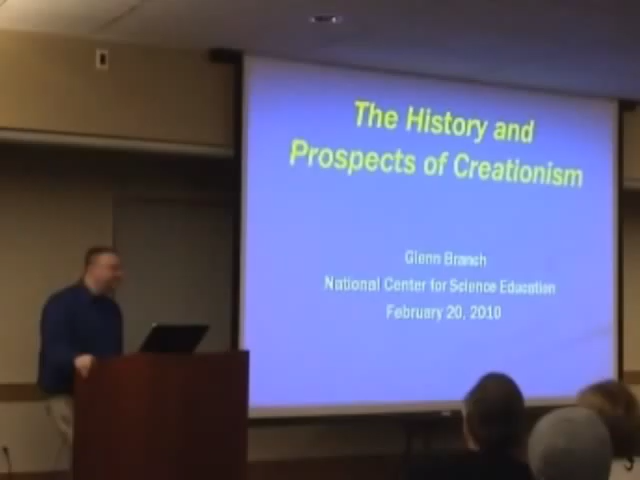 The History and
Prospects of Creationism
Glenn Branch
National Center for Science Education
February 20, 2010